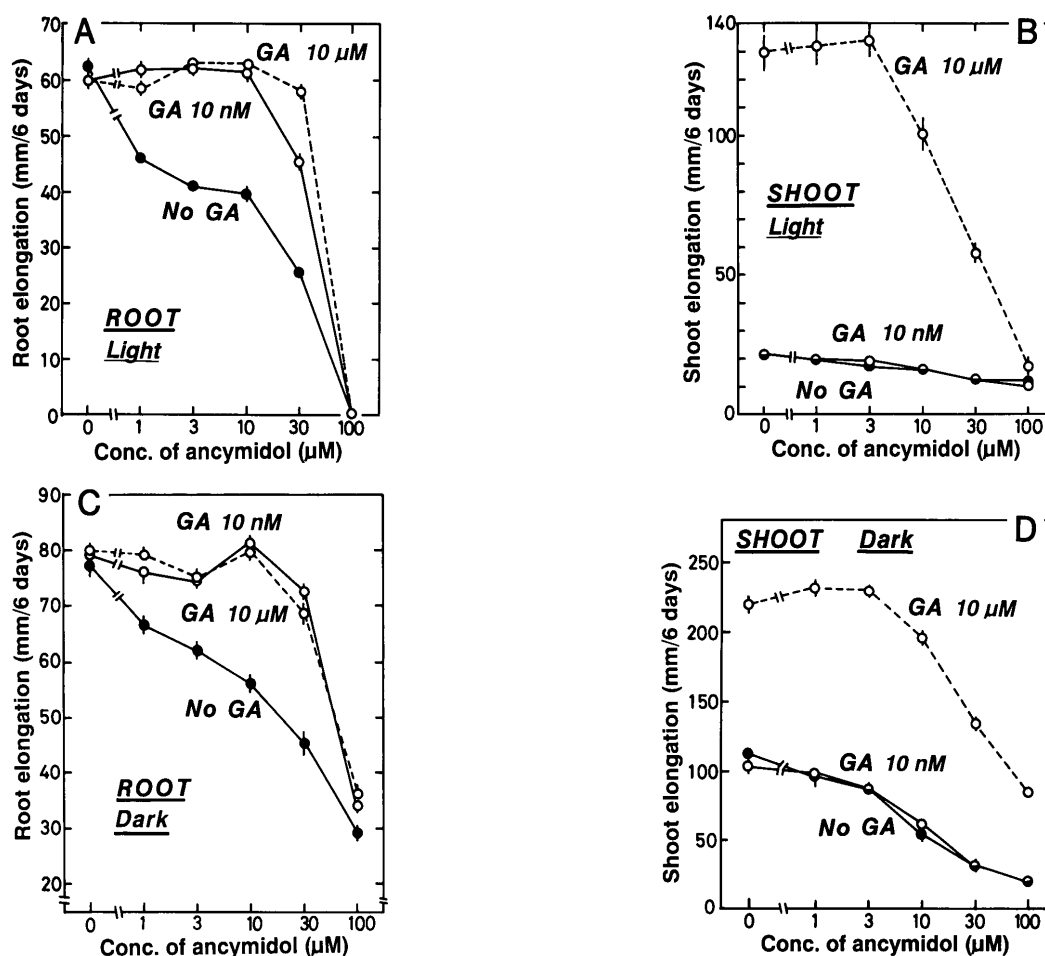 A
Root elongation (mm/6 days)
70
60
50
40
30
20
10
0
GA 10 µM
GA 10 nM
No GA
ROOT
Light
0 1 3 10 30 100
Conc. of ancymidol (µM)
B
Shoot elongation (mm/6 days)
140
100
50
0
GA 10 µM
SHOOT
Light
GA 10 nM
No GA
0 1 3 10 30 100
Conc. of ancymidol (µM)
C
Root elongation (mm/6 days)
90
80
70
60
50
40
30
20
GA 10 nM
GA 10 µM
No GA
ROOT
Dark
0 1 3 10 30 100
Conc. of ancymidol (µM)
D
Shoot elongation (mm/6 days)
250
200
150
100
50
0
SHOOT Dark
GA 10 µM
GA 10 nM
No GA
0 1 3 10 30 100
Conc. of ancymidol (µM)